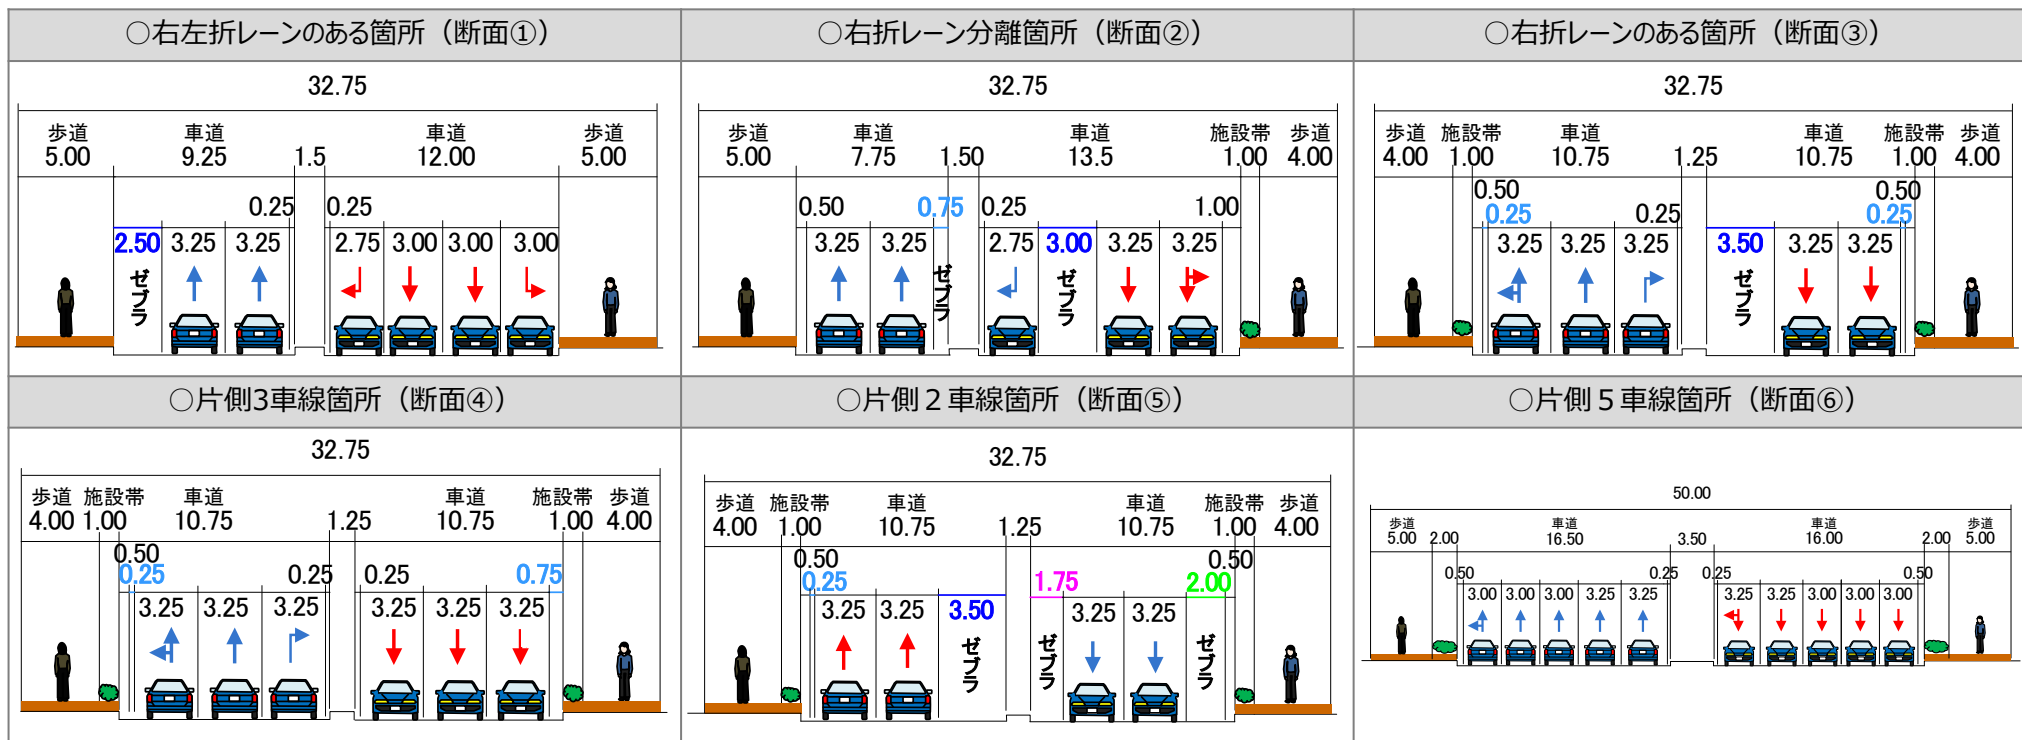 ○右左折レーンのある箇所（断面①）
32.75
歩道 車道 車道 歩道
5.00 9.25 1.5 12.00 5.00
0.25 0.25
2.50 3.25 3.25 2.75 3.00 3.00 3.00
ゼブラ
○右折レーン分離箇所（断面②）
32.75
歩道 車道 車道 施設帯 歩道
5.00 7.75 1.50 13.5 1.00 4.00
0.50 0.75 0.25 1.00
3.25 3.25 2.75 3.00 3.25 3.25
ゼブラ ゼブラ
○右折レーンのある箇所（断面③）
32.75
歩道 施設帯 車道 車道 施設帯 歩道
4.00 1.00 10.75 1.25 10.75 1.00 4.00
0.50 0.50
0.25 0.25 0.25
3.25 3.25 3.25 3.50 3.25 3.25
ゼブラ
○片側3車線箇所（断面④）
32.75
歩道 施設帯 車道 車道 施設帯 歩道
4.00 1.00 10.75 1.25 10.75 1.00 4.00
0.50
0.25 0.25 0.25 0.75
3.25 3.25 3.25 3.25 3.25 3.25
○片側２車線箇所（断面⑤）
32.75
歩道 施設帯 車道 車道 施設帯 歩道
4.00 1.00 10.75 1.25 10.75 1.00 4.00
0.50 0.50
0.25 1.75 2.00
3.25 3.25 3.50 3.25 3.25
ゼブラ ゼブラ ゼブラ
○片側５車線箇所（断面⑥）
50.00
歩道 車道 車道 歩道
5.00 2.00 16.50 3.50 16.00 2.00 5.00
0.50 0.25 0.25 0.50
3.00 3.00 3.00 3.25 3.25 3.25 3.25 3.00 3.00 3.00